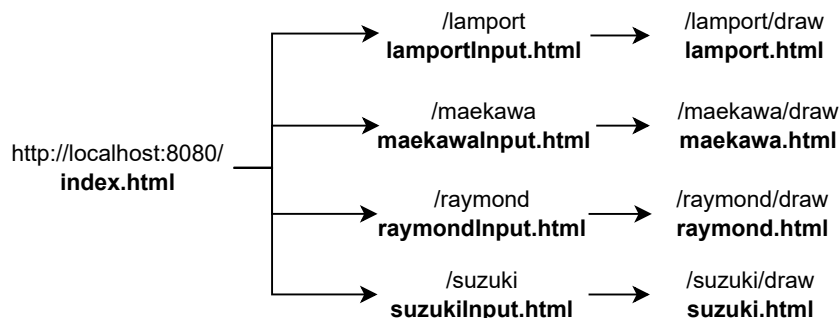 /lamport
lamportInput.html
/lamport/draw
lamport.html
/maekawa
maekawaInput.html
/maekawa/draw
maekawa.html
http://localhost:8080/
index.html
/raymond
raymondInput.html
/raymond/draw
raymond.html
/suzuki
suzukiInput.html
/suzuki/draw
suzuki.html